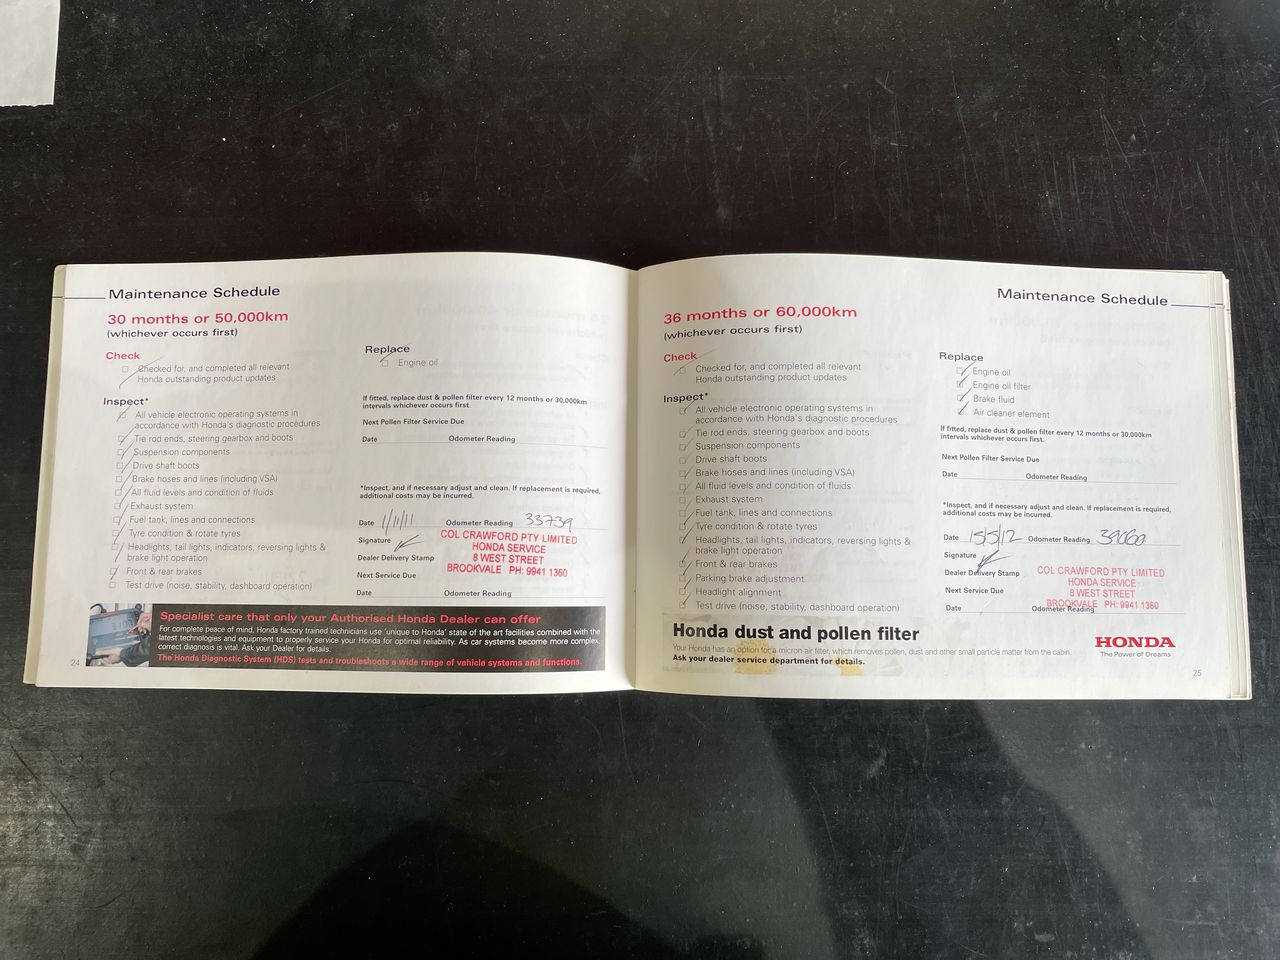 Maintenance Schedule
30 months or 50,000km
(whichever occurs first)
Check
Checked for, and completed all relevant
Honda outstanding product updates
Inspect*
All vehicle electronic operating systems in
accordance with Honda's diagnostic procedures
Tie rod ends, steering gearbox and boots
Suspension components
Drive shaft boots
Brake hoses and lines (including VSA)
All fluid levels and condition of fluids
Exhaust system
Fuel tank, lines and connections
Tyre condition & rotate tyres
Headlights, tail lights, indicators, reversing lights &
brake light operation
Front & rear brakes
Test drive (noise, stability, dashboard operation)
Replace
Engine oil
If fitted, replace dust & pollen filter every 12 months or 30,000km
intervals whichever occurs first.
Next Pollen Filter Service Due
Date Odometer Reading
*Inspect, and if necessary adjust and clean. If replacement is required,
additional costs may be incurred.
Date 1/11/11 Odometer Reading 33739
Signature
Dealer Delivery Stamp
Next Service Due
Date Odometer Reading
COL CRAWFORD PTY LIMITED
HONDA SERVICE
8 WEST STREET
BROOKVALE PH: 9941 1360
Specialist care that only your Authorised Honda Dealer can offer
For complete peace of mind, Honda factory trained technicians use 'unique to Honda' state of the art facilities combined with the
latest technologies and equipment to properly service your Honda for optimal reliability. As car systems become more complex,
correct diagnosis is vital. Ask your Dealer for details.
The Honda Diagnostic System (HDS) tests and troubleshoots a wide range of vehicle systems and functions.
24
Maintenance Schedule
36 months or 60,000km
(whichever occurs first)
Check
Checked for, and completed all relevant
Honda outstanding product updates
Inspect*
All vehicle electronic operating systems in
accordance with Honda's diagnostic procedures
Tie rod ends, steering gearbox and boots
Suspension components
Drive shaft boots
Brake hoses and lines (including VSA)
All fluid levels and condition of fluids
Exhaust system
Fuel tank, lines and connections
Tyre condition & rotate tyres
Headlights, tail lights, indicators, reversing lights &
brake light operation
Front & rear brakes
Parking brake adjustment
Headlight alignment
Test drive (noise, stability, dashboard operation)
Replace
Engine oil
Engine oil filter
Brake fluid
Air cleaner element
If fitted, replace dust & pollen filter every 12 months or 30,000km
intervals whichever occurs first.
Next Pollen Filter Service Due
Date Odometer Reading
*Inspect, and if necessary adjust and clean. If replacement is required,
additional costs may be incurred.
Date 15/5/12 Odometer Reading
Signature
Dealer Delivery Stamp
Next Service Due
Date Odometer Reading
COL CRAWFORD PTY LIMITED
HONDA SERVICE
8 WEST STREET
BROOKVALE PH: 9941 1360
Honda dust and pollen filter
Your Honda has an option for a micron air filter, which removes pollen, dust and other small particle matter from the cabin.
Ask your dealer service department for details.
HONDA
The Power of Dreams
25